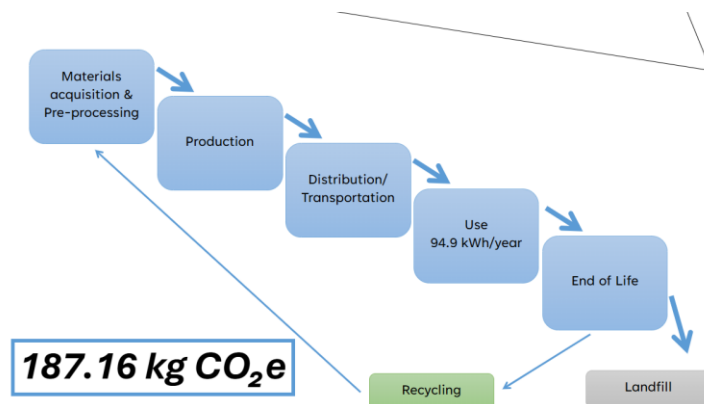 Materials
acquisition &
Pre-processing
Production
Distribution/
Transportation
Use
94.9 kWh/year
End of Life
187.16 kg CO₂e
Recycling
Landfill